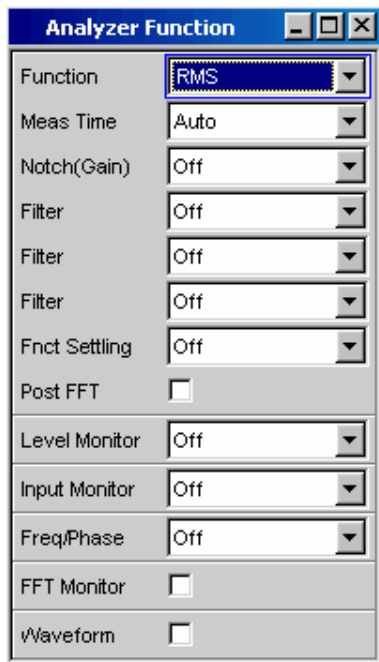 Analyzer Function
Function RMS
Meas Time Auto
Notch(Gain) Off
Filter Off
Filter Off
Filter Off
Fnct Settling Off
Post FFT
Level Monitor Off
Input Monitor Off
Freq/Phase Off
FFT Monitor
Waveform